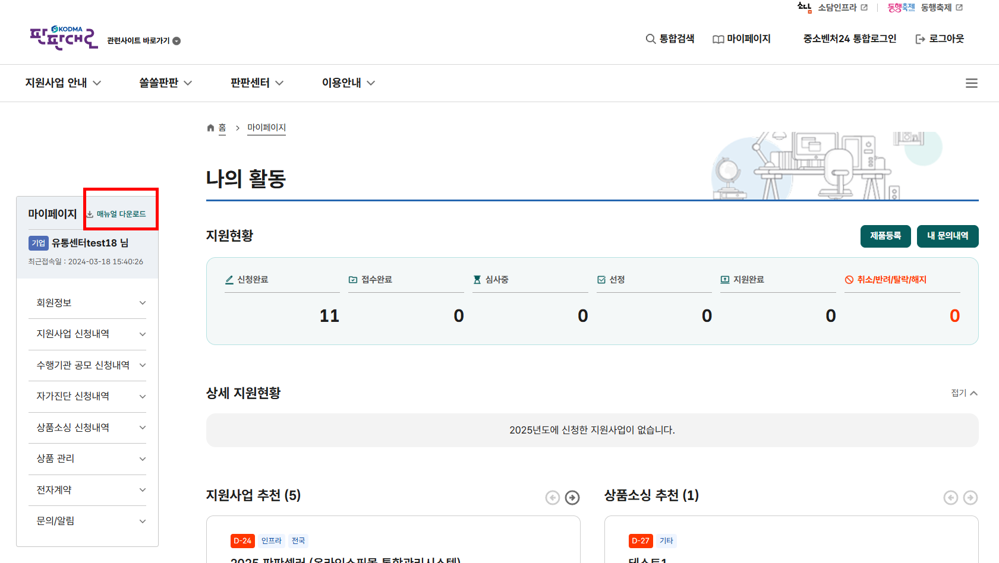 소담 소담인프라 동행축제 동행축제
KODMA
판판대로 관련사이트 바로가기
통합검색 마이페이지 중소벤처24 통합로그인 로그아웃
지원사업 안내 쏠쏠판판 판판센터 이용안내
홈 > 마이페이지
나의 활동
마이페이지 매뉴얼 다운로드
기업 유통센터test18 님
최근접속일 : 2024-03-18 15:40:26
회원정보
지원사업 신청내역
수행기관 공모 신청내역
자가진단 신청내역
상품소싱 신청내역
상품 관리
전자계약
문의/알림
지원현황
제품등록 내 문의내역
신청완료 접수완료 심사중 선정 지원완료 취소/반려/탈락/해지
11 0 0 0 0 0
상세 지원현황
접기
2025년도에 신청한 지원사업이 없습니다.
지원사업 추천 (5)
D-24 인프라 전국
2025 판판셀러 (온라인쇼핑몰 통합관리시스템)
상품소싱 추천 (1)
D-27 기타
테스트1